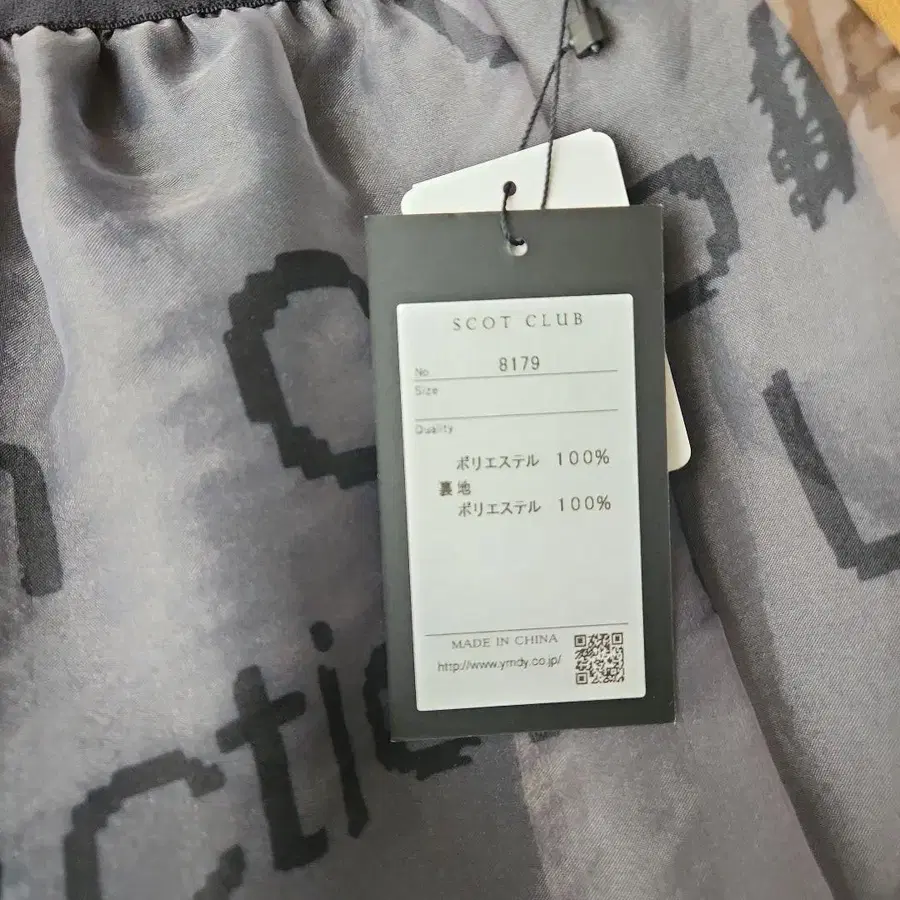 SCOT CLUB
No. 8179
Size
Quality
ポリエステル 100%
裏地
ポリエステル 100%
MADE IN CHINA
http://www.ymdy.co.jp/
ctic
L